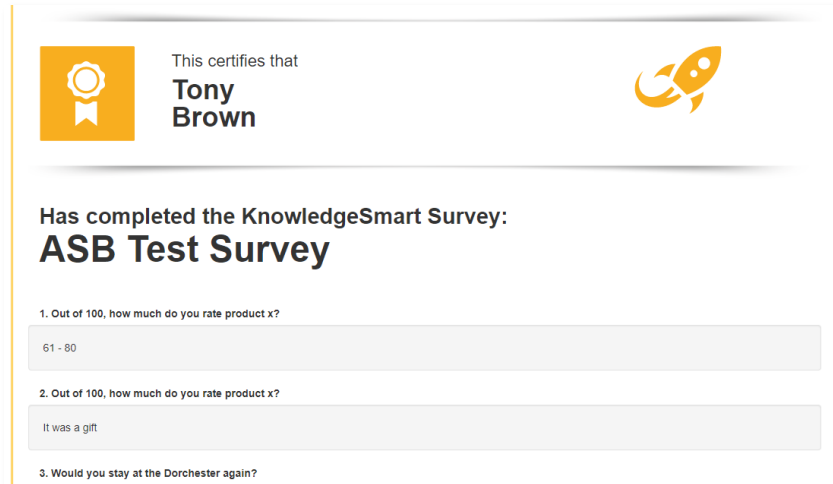 This certifies that
Tony
Brown
Has completed the KnowledgeSmart Survey:
ASB Test Survey
1. Out of 100, how much do you rate product x?
61 - 80
2. Out of 100, how much do you rate product x?
It was a gift
3. Would you stay at the Dorchester again?